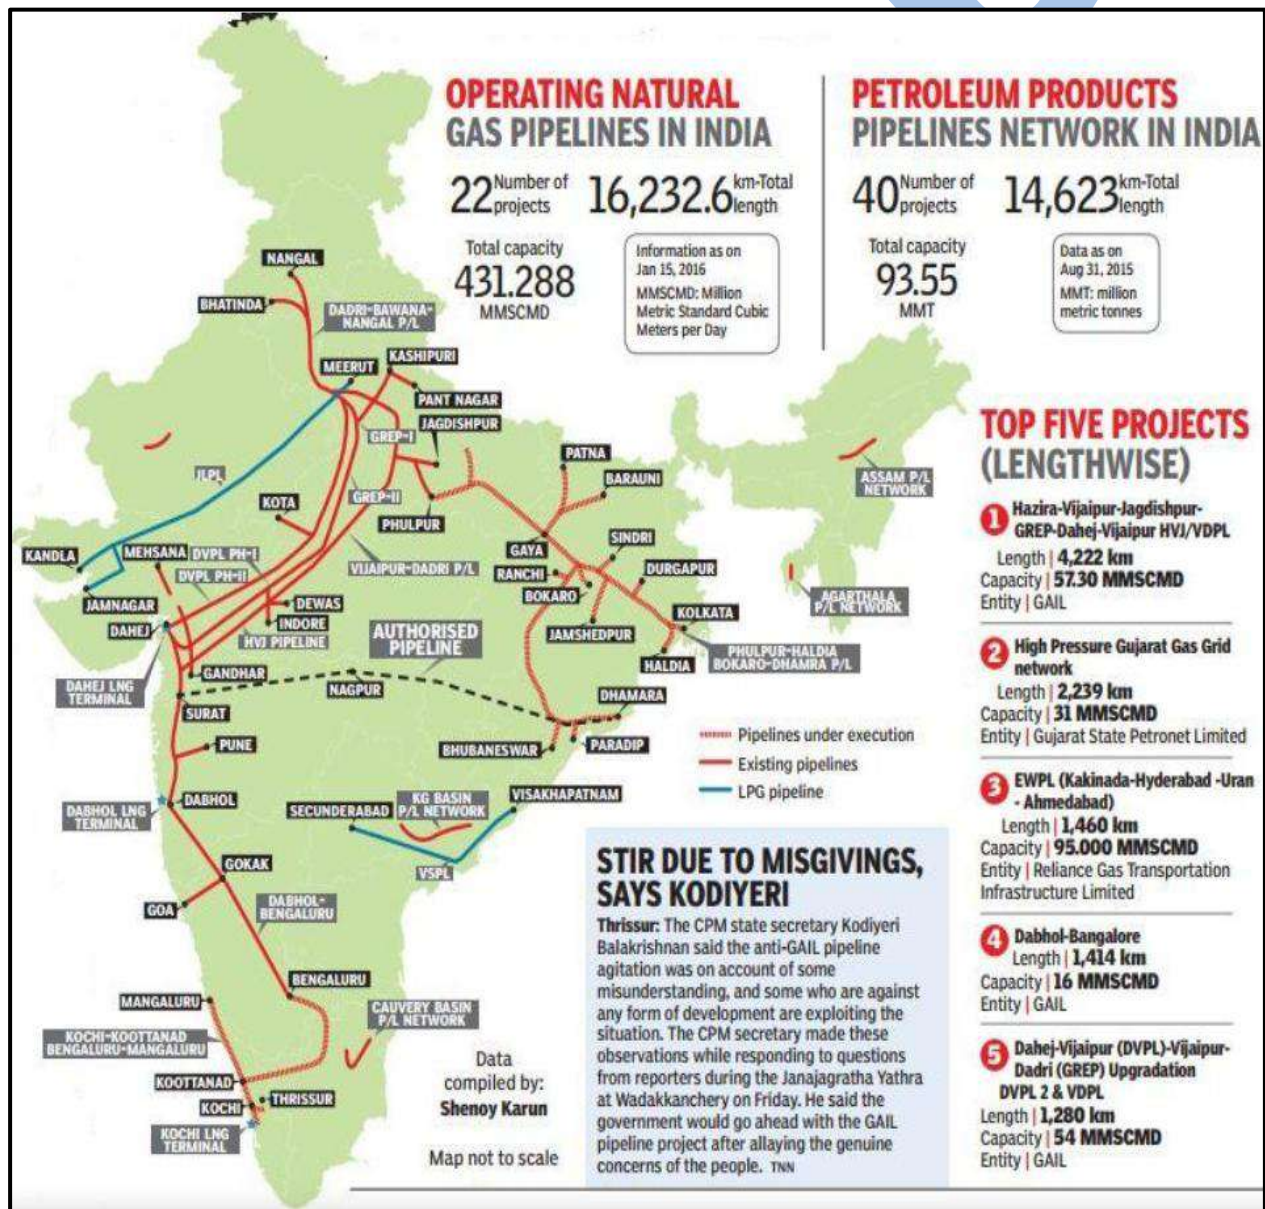 OPERATING NATURAL
GAS PIPELINES IN INDIA
22 Number of projects
16,232.6 km-Total length
Total capacity
431.288
MMSCMD
Information as on
Jan 15, 2016
MMSCMD: Million
Metric Standard Cubic
Meters per Day
PETROLEUM PRODUCTS
PIPELINES NETWORK IN INDIA
40 Number of projects
14,623 km-Total length
Total capacity
93.55
MMT
Data as on
Aug 31, 2015
MMT: million
metric tonnes
NANGAL
BHATINDA
DADRI-BAWANA-
NANGAL P/L
MEERUT
KASHIPURI
PANT NAGAR
JAGDISHPUR
GREP-I
JLPL
GREP-II
KOTA
PHULPUR
PATNA
BARAUNI
ASSAM P/L
NETWORK
KANDLA
MEHSANA
DVPL PH-I
DVPL PH-II
VIJAIPUR-DADRI P/L
GAYA
SINDRI
RANCHI
BOKARO
DURGAPUR
JAMNAGAR
DEWAS
INDORE
DAHEJ
HVJ PIPELINE
AUTHORISED
PIPELINE
JAMSHEDPUR
KOLKATA
AGARTHALA
P/L NETWORK
HALDIA
PHULPUR-HALDIA
BOKARO-DHAMRA P/L
GANDHAR
DAHEJ LNG
TERMINAL
NAGPUR
DHAMARA
SURAT
PUNE
BHUBANESWAR
PARADIP
Pipelines under execution
Existing pipelines
LPG pipeline
DABHOL
DABHOL LNG
TERMINAL
SECUNDERABAD
KG BASIN
P/L NETWORK
VISAKHAPATNAM
VSPL
GOKAK
GOA
DABHOL-
BENGALURU
BENGALURU
MANGALURU
CAUVERY BASIN
P/L NETWORK
KOCHI-KOOTTANAD
BENGALURU-MANGALURU
KOOTTANAD
KOCHI
THRISSUR
KOCHI LNG
TERMINAL
Data
compiled by:
Shenoy Karun
Map not to scale
STIR DUE TO MISGIVINGS,
SAYS KODIYERI
Thrissur: The CPM state secretary Kodiyeri
Balakrishnan said the anti-GAIL pipeline
agitation was on account of some
misunderstanding, and some who are against
any form of development are exploiting the
situation. The CPM secretary made these
observations while responding to questions
from reporters during the Janajagratha Yathra
at Wadakkanchery on Friday. He said the
government would go ahead with the GAIL
pipeline project after allaying the genuine
concerns of the people. TNN
TOP FIVE PROJECTS
(LENGTHWISE)
1 Hazira-Vijaipur-Jagdishpur-
GREP-Dahej-Vijaipur HVJ/VDPL
Length | 4,222 km
Capacity | 57.30 MMSCMD
Entity | GAIL
2 High Pressure Gujarat Gas Grid
network
Length | 2,239 km
Capacity | 31 MMSCMD
Entity | Gujarat State Petronet Limited
3 EWPL (Kakinada-Hyderabad -Uran
- Ahmedabad)
Length | 1,460 km
Capacity | 95.000 MMSCMD
Entity | Reliance Gas Transportation
Infrastructure Limited
4 Dabhol-Bangalore
Length | 1,414 km
Capacity | 16 MMSCMD
Entity | GAIL
5 Dahej-Vijaipur (DVPL)-Vijaipur-
Dadri (GREP) Upgradation
DVPL 2 & VDPL
Length | 1,280 km
Capacity | 54 MMSCMD
Entity | GAIL